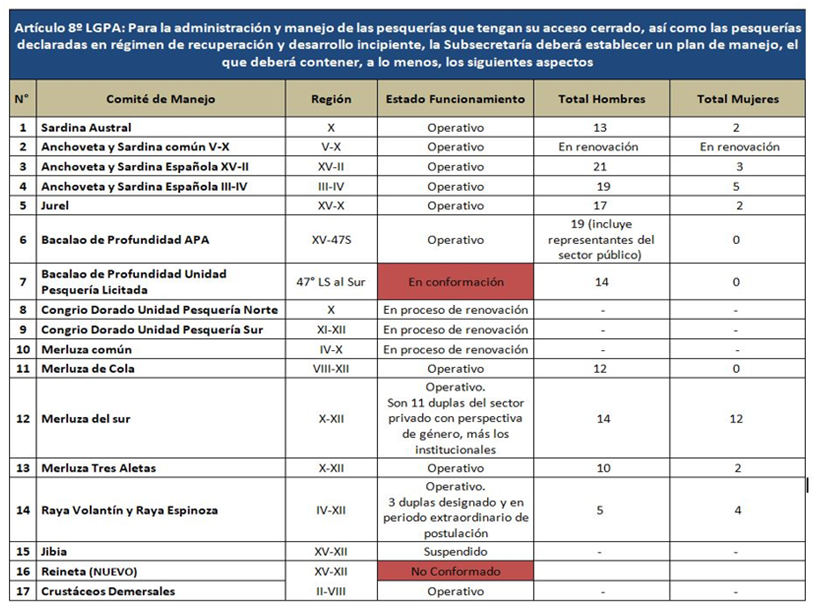 Artículo 8º LGPA: Para la administración y manejo de las pesquerías que tengan su acceso cerrado, así como las pesquerías
declaradas en régimen de recuperación y desarrollo incipiente, la Subsecretaría deberá establecer un plan de manejo, el
que deberá contener, a lo menos, los siguientes aspectos
N° Comité de Manejo Región Estado Funcionamiento Total Hombres Total Mujeres
1 Sardina Austral X Operativo 13 2
2 Anchoveta y Sardina común V-X V-X Operativo En renovación En renovación
3 Anchoveta y Sardina Española XV-II XV-II Operativo 21 3
4 Anchoveta y Sardina Española III-IV III-IV Operativo 19 5
5 Jurel XV-X Operativo 17 2
6 Bacalao de Profundidad APA XV-47S Operativo 19 (incluye
representantes del
sector público) 0
7 Bacalao de Profundidad Unidad
Pesquería Licitada 47° LS al Sur En conformación 14 0
8 Congrio Dorado Unidad Pesquería Norte X En proceso de renovación - -
9 Congrio Dorado Unidad Pesquería Sur XI-XII En proceso de renovación - -
10 Merluza común IV-X En proceso de renovación - -
11 Merluza de Cola VIII-XII Operativo 12 0
12 Merluza del sur X-XII Operativo.
Son 11 duplas del sector
privado con perspectiva
de género, más los
institucionales 14 12
13 Merluza Tres Aletas X-XII Operativo 10 2
14 Raya Volantín y Raya Espinoza IV-XII Operativo.
3 duplas designado y en
periodo extraordinario de
postulación 5 4
15 Jibia XV-XII Suspendido - -
16 Reineta (NUEVO) XV-XII No Conformado
17 Crustáceos Demersales II-VIII Operativo - -